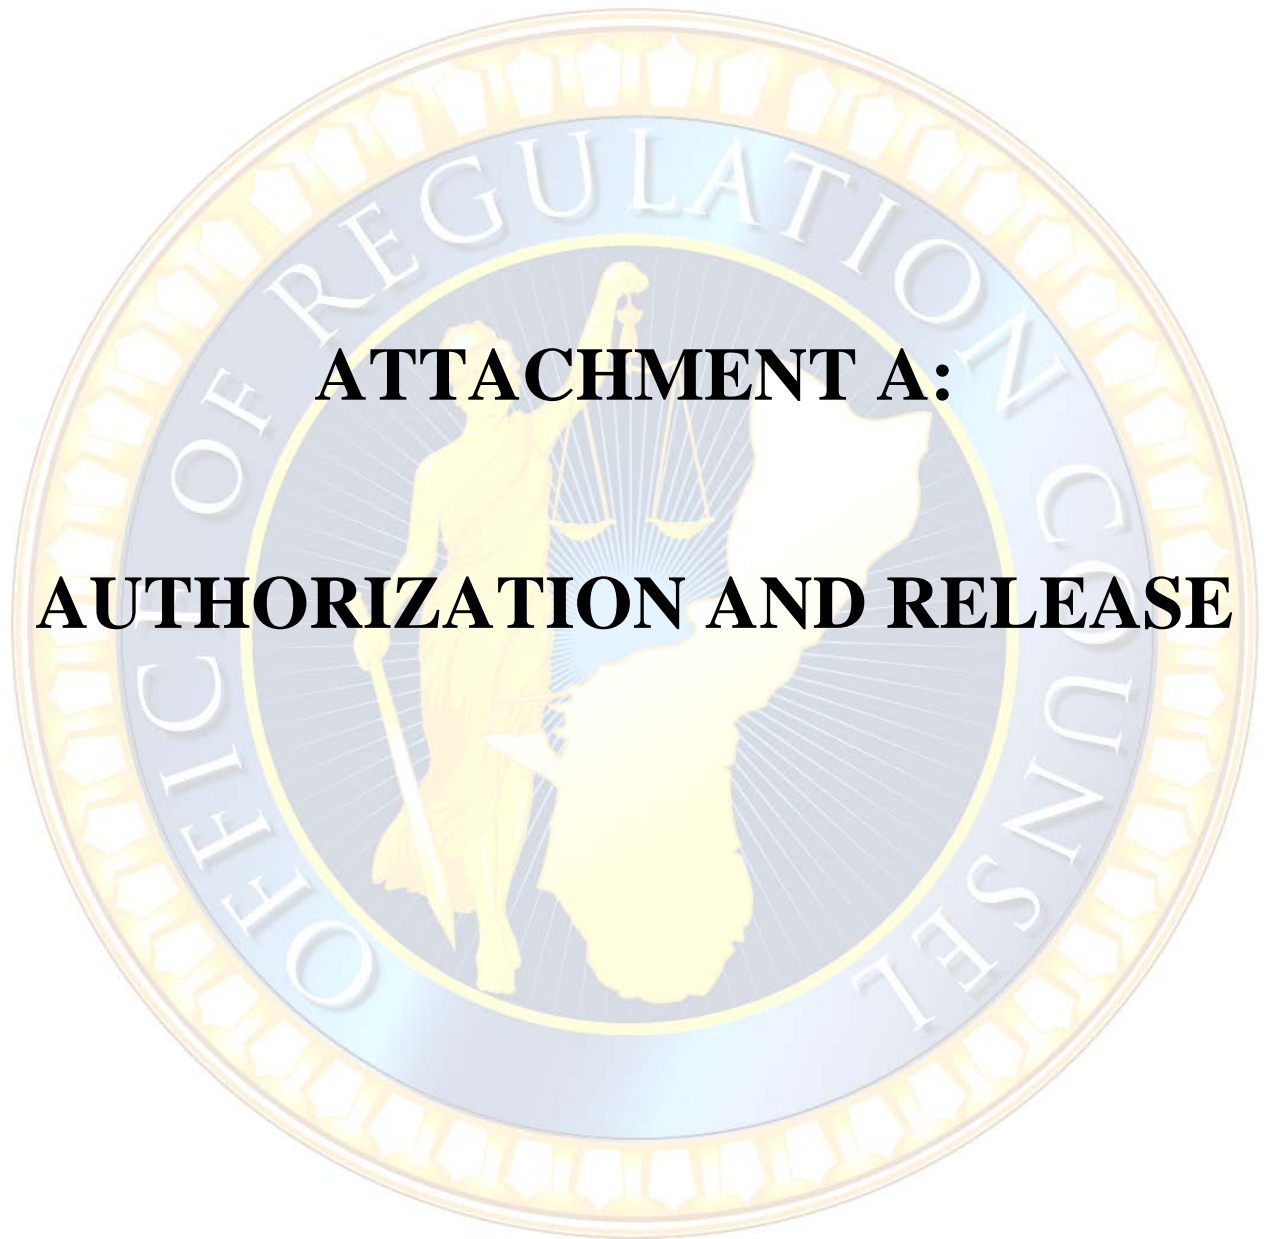 OFFICE OF REGULATION COUNSEL
ATTACHMENT A:
AUTHORIZATION AND RELEASE